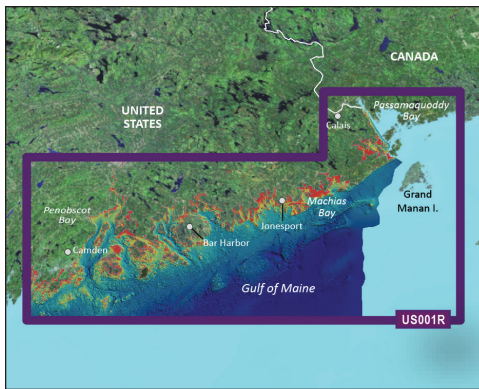 CANADA
UNITED
STATES
Passamaquoddy
Bay
Calais
Grand
Manan I.
Machias
Bay
Penobscot
Bay
Jonesport
Bar Harbor
Camden
Gulf of Maine
US001R